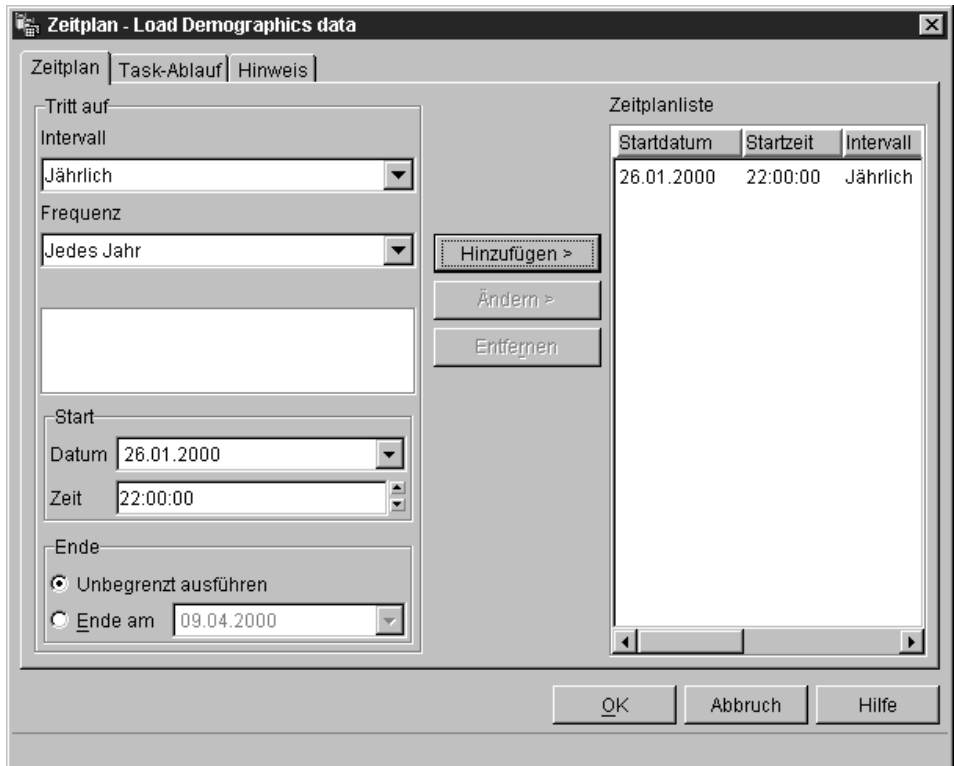 Zeitplan - Load Demographics data
Zeitplan
Task-Ablauf
Hinweis
Tritt auf
Intervall
Jährlich
Frequenz
Jedes Jahr
Start
Datum
26.01.2000
Zeit
22:00:00
Ende
Unbegrenzt ausführen
Ende am
09.04.2000
Hinzufügen >
Ändern >
Entfernen
Zeitplanliste
Startdatum Startzeit Intervall
26.01.2000 22:00:00 Jährlich
OK
Abbruch
Hilfe